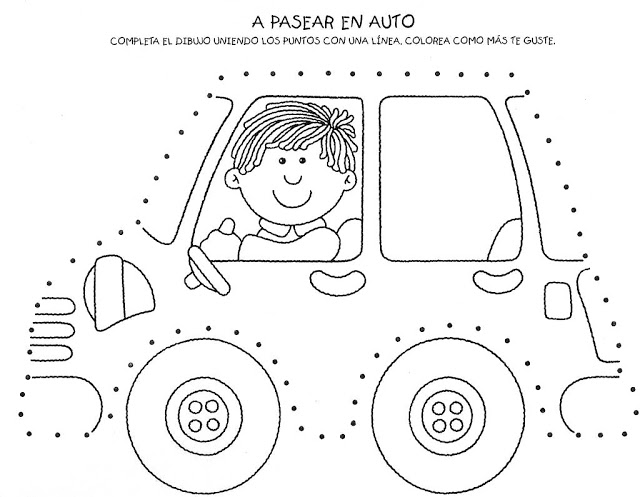 A PASEAR EN AUTO
COMPLETA EL DIBUJO UNIENDO LOS PUNTOS CON UNA LÍNEA. COLOREA COMO MÁS TE GUSTE.